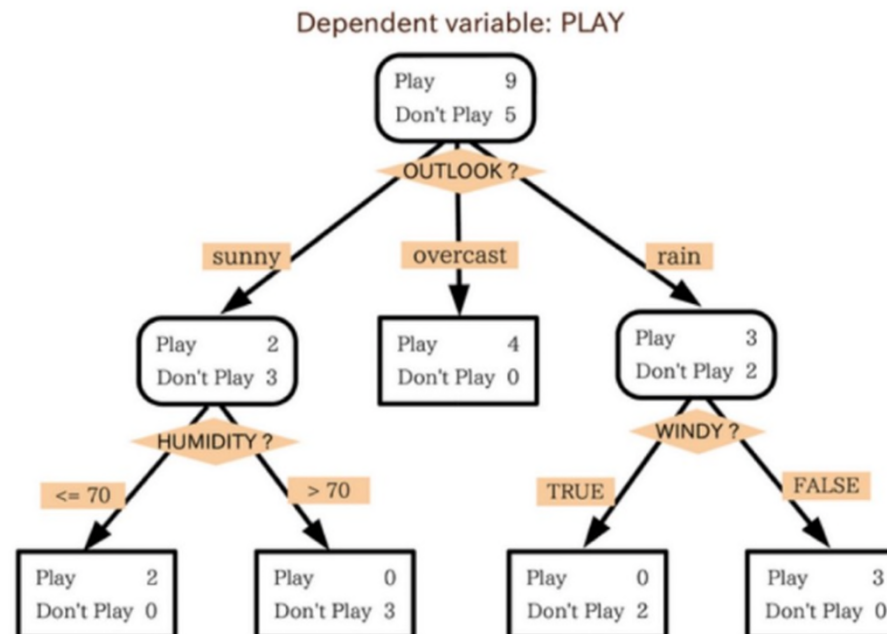 Dependent variable: PLAY
Play 9
Don't Play 5
OUTLOOK ?
sunny
overcast
rain
Play 2
Don't Play 3
Play 4
Don't Play 0
Play 3
Don't Play 2
HUMIDITY ?
WINDY ?
<= 70
> 70
TRUE
FALSE
Play 2
Don't Play 0
Play 0
Don't Play 3
Play 0
Don't Play 2
Play 3
Don't Play 0